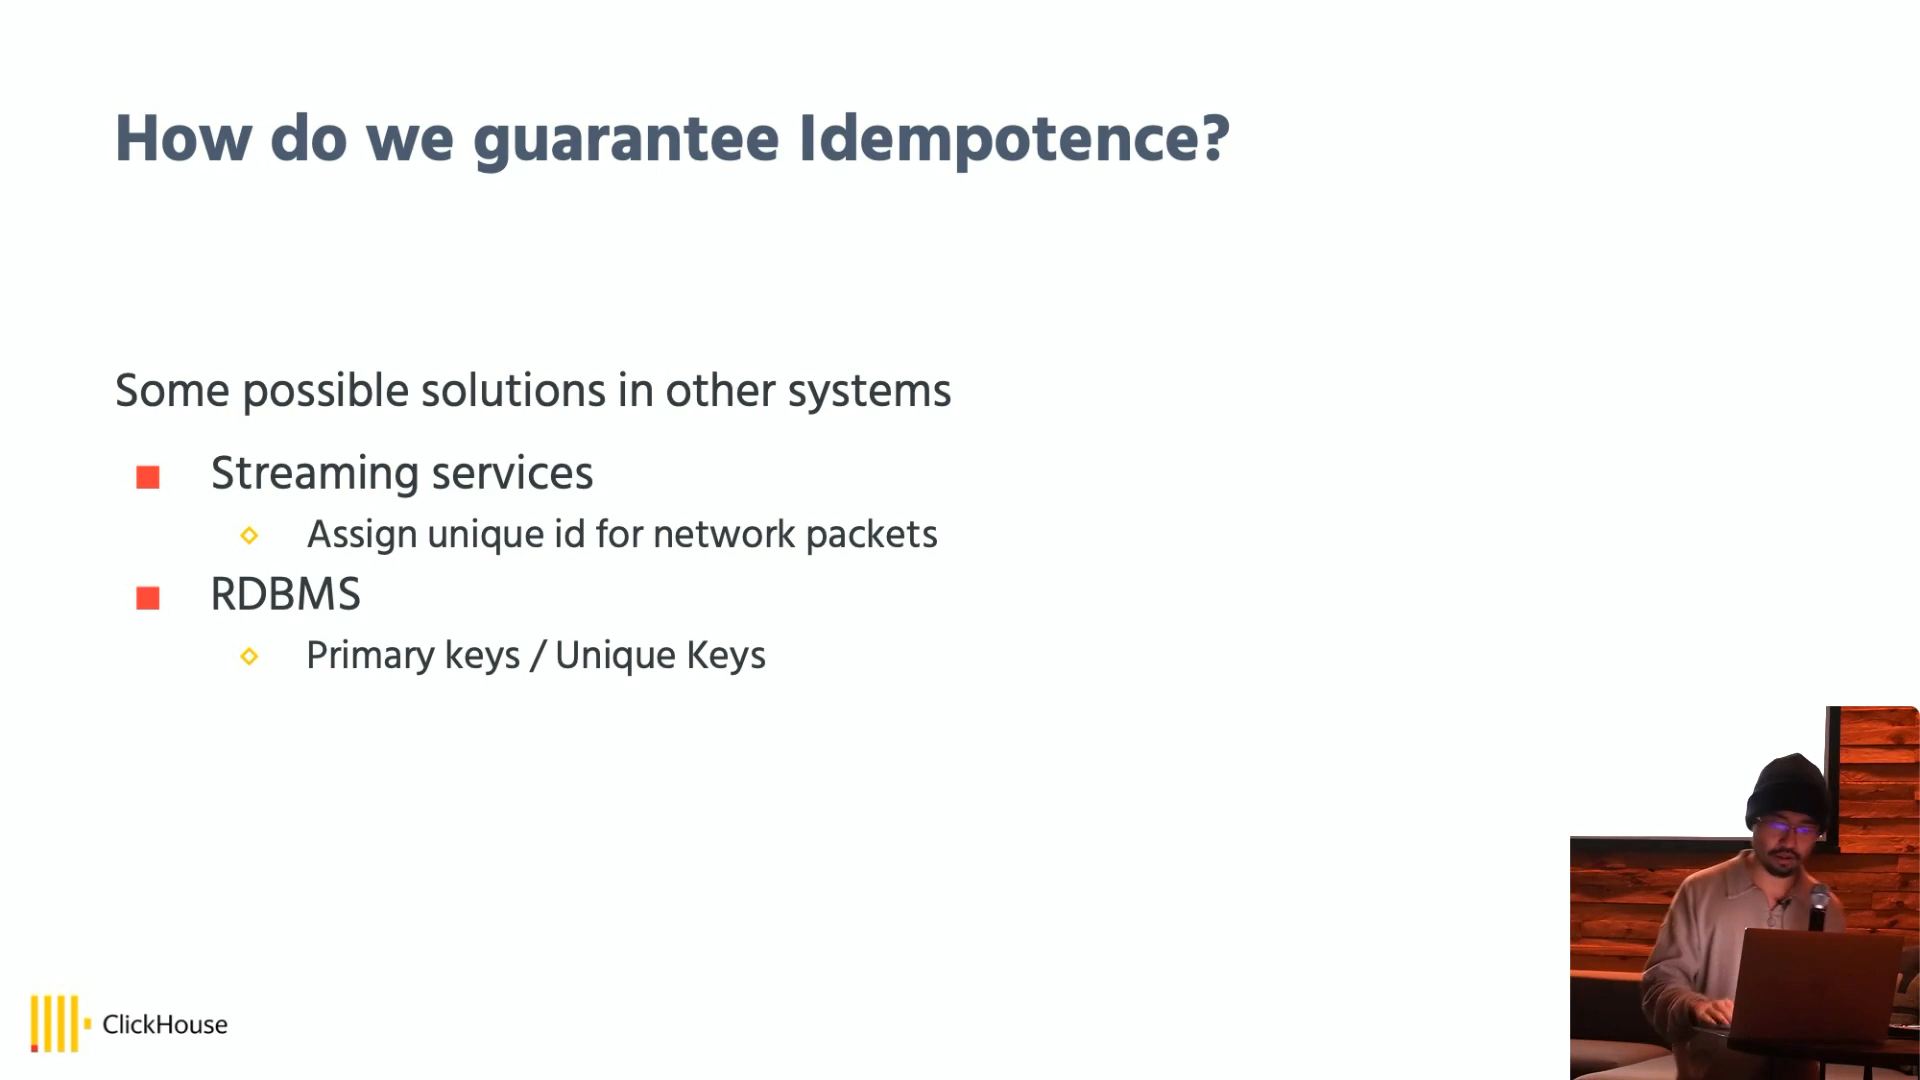 How do we guarantee Idempotence?
Some possible solutions in other systems
Streaming services
Assign unique id for network packets
RDBMS
Primary keys / Unique Keys
ClickHouse